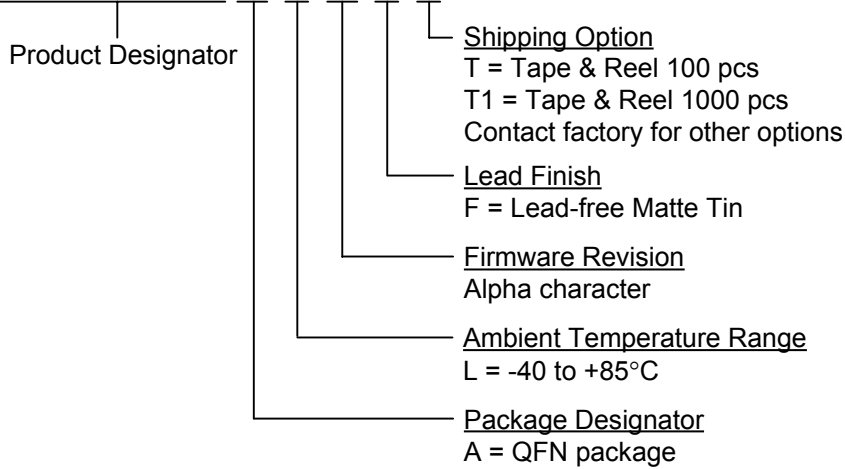 Product Designator
Shipping Option
T = Tape & Reel 100 pcs
T1 = Tape & Reel 1000 pcs
Contact factory for other options
Lead Finish
F = Lead-free Matte Tin
Firmware Revision
Alpha character
Ambient Temperature Range
L = -40 to +85°C
Package Designator
A = QFN package